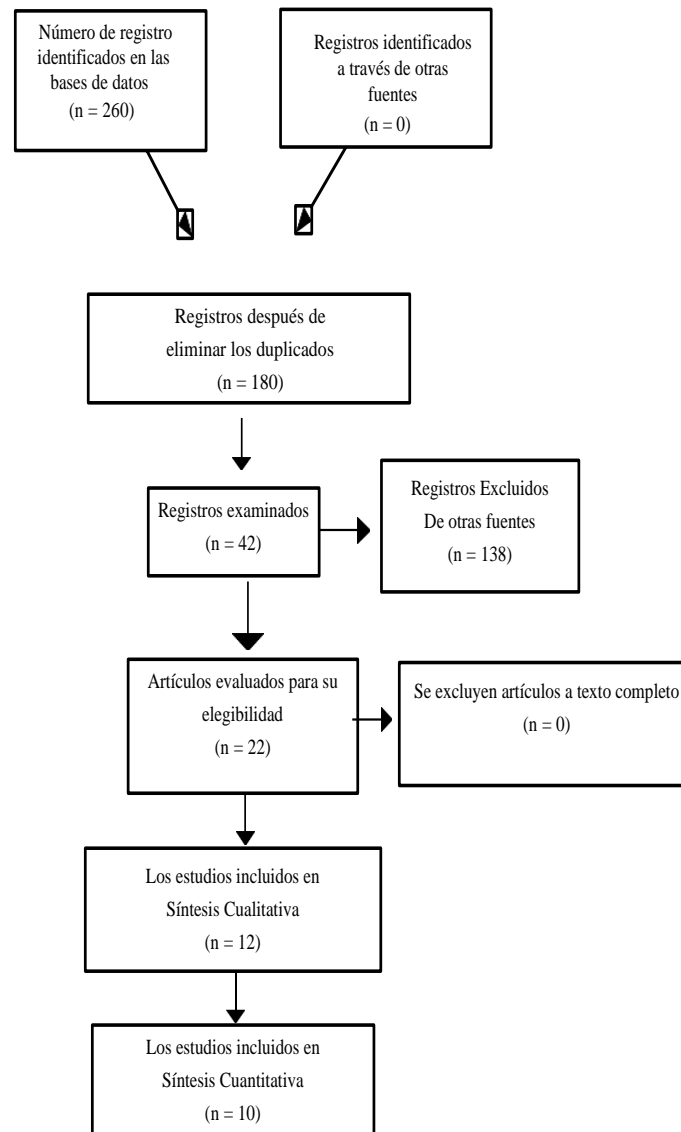 Número de registro
identificados en las
bases de datos
(n = 260)
Registros identificados
a través de otras
fuentes
(n = 0)
Registros después de
eliminar los duplicados
(n = 180)
Registros examinados
(n = 42)
Registros Excluidos
De otras fuentes
(n = 138)
Artículos evaluados para su
elegibilidad
(n = 22)
Se excluyen artículos a texto completo
(n = 0)
Los estudios incluidos en
Síntesis Cualitativa
(n = 12)
Los estudios incluidos en
Síntesis Cuantitativa
(n = 10)